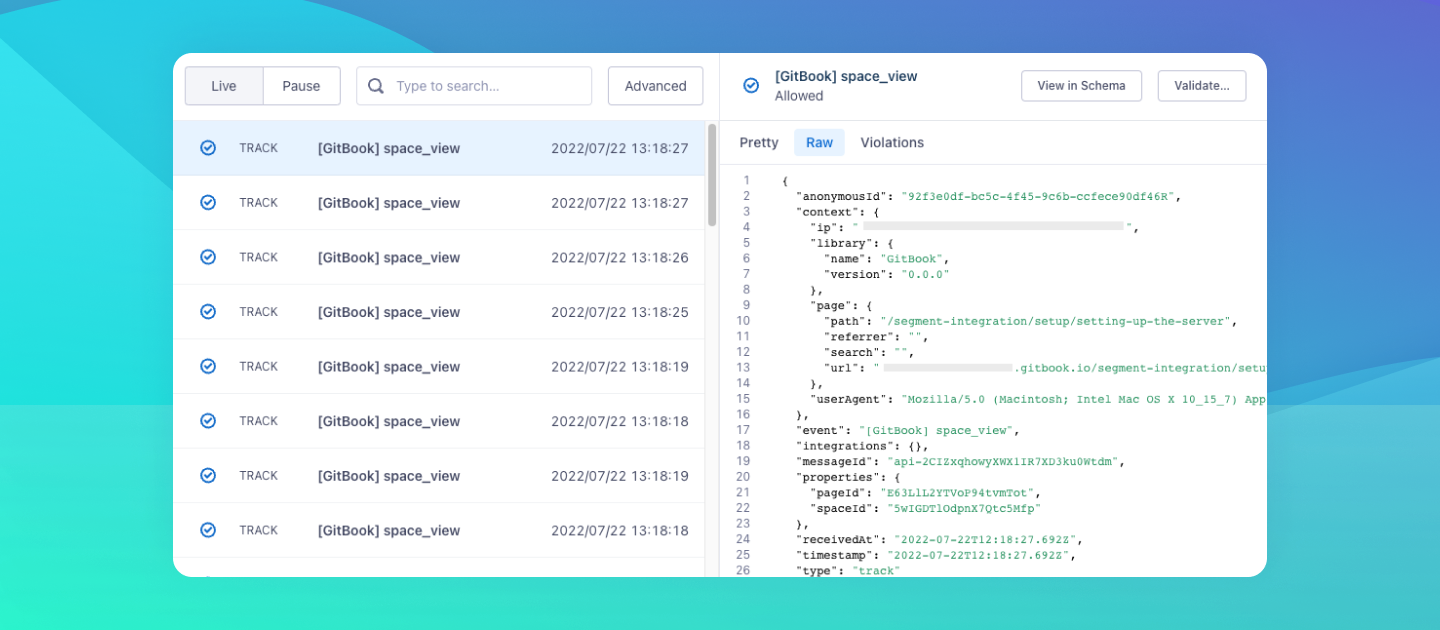 Live Pause Type to search... Advanced
TRACK [GitBook] space_view 2022/07/22 13:18:27
TRACK [GitBook] space_view 2022/07/22 13:18:27
TRACK [GitBook] space_view 2022/07/22 13:18:26
TRACK [GitBook] space_view 2022/07/22 13:18:25
TRACK [GitBook] space_view 2022/07/22 13:18:19
TRACK [GitBook] space_view 2022/07/22 13:18:18
TRACK [GitBook] space_view 2022/07/22 13:18:19
TRACK [GitBook] space_view 2022/07/22 13:18:18
[GitBook] space_view
Allowed
View in Schema Validate...
Pretty Raw Violations
1 {
2 "anonymousId": "92f3e0df-bc5c-4f45-9c6b-ccfece90df46R",
3 "context": {
4 "ip": " ",
5 "library": {
6 "name": "GitBook",
7 "version": "0.0.0"
8 },
9 "page": {
10 "path": "/segment-integration/setup/setting-up-the-server",
11 "referrer": "",
12 "search": "",
13 "url": " .gitbook.io/segment-integration/setu
14 },
15 "userAgent": "Mozilla/5.0 (Macintosh; Intel Mac OS X 10_15_7) App
16 },
17 "event": "[GitBook] space_view",
18 "integrations": {},
19 "messageId": "api-2CIZxqhowyXWX1IR7XD3ku0Wtdm",
20 "properties": {
21 "pageId": "E63LlL2YTVoP94tvmTot",
22 "spaceId": "5wIGDTlOdpnX7Qtc5Mfp"
23 },
24 "receivedAt": "2022-07-22T12:18:27.692Z",
25 "timestamp": "2022-07-22T12:18:27.692Z",
26 "type": "track"